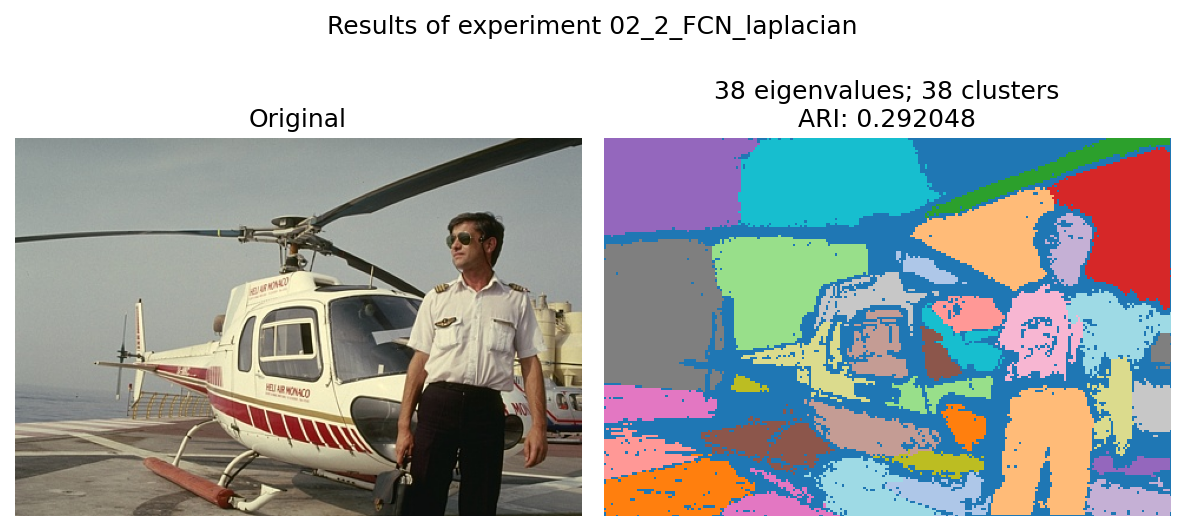 Results of experiment 02_2_FCN_laplacian
Original
38 eigenvalues; 38 clusters
ARI: 0.292048
HELI AIR MONACO
HELI AIR MONACO